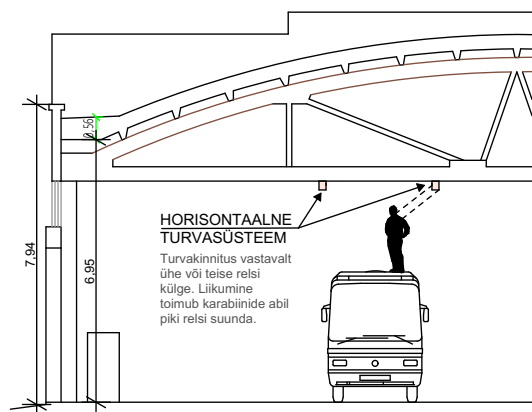 0.56
HORISONTAALNE
TURVASÜSTEEM
Turvakinnitus vastavalt
ühe või teise relsi
külge. Liikumine
toimub karabiinide abil
piki relsi suunda.
7.94
6.95